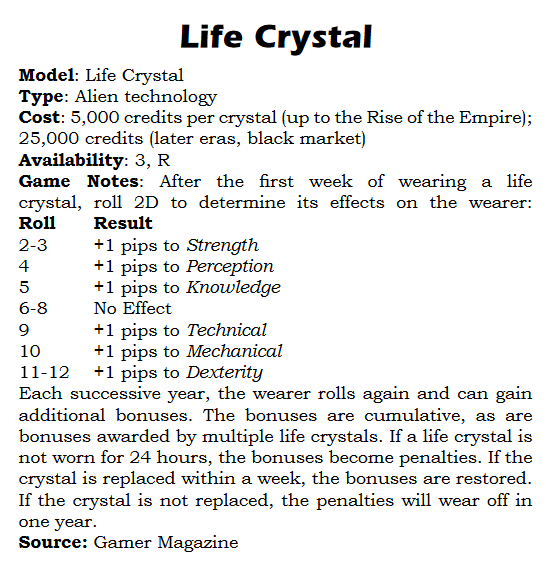 Life Crystal
Model: Life Crystal
Type: Alien technology
Cost: 5,000 credits per crystal (up to the Rise of the Empire);
25,000 credits (later eras, black market)
Availability: 3, R
Game Notes: After the first week of wearing a life
crystal, roll 2D to determine its effects on the wearer:
Roll Result
2-3 +1 pips to Strength
4 +1 pips to Perception
5 +1 pips to Knowledge
6-8 No Effect
9 +1 pips to Technical
10 +1 pips to Mechanical
11-12 +1 pips to Dexterity
Each successive year, the wearer rolls again and can gain
additional bonuses. The bonuses are cumulative, as are
bonuses awarded by multiple life crystals. If a life crystal is
not worn for 24 hours, the bonuses become penalties. If the
crystal is replaced within a week, the bonuses are restored.
If the crystal is not replaced, the penalties will wear off in
one year.
Source: Gamer Magazine